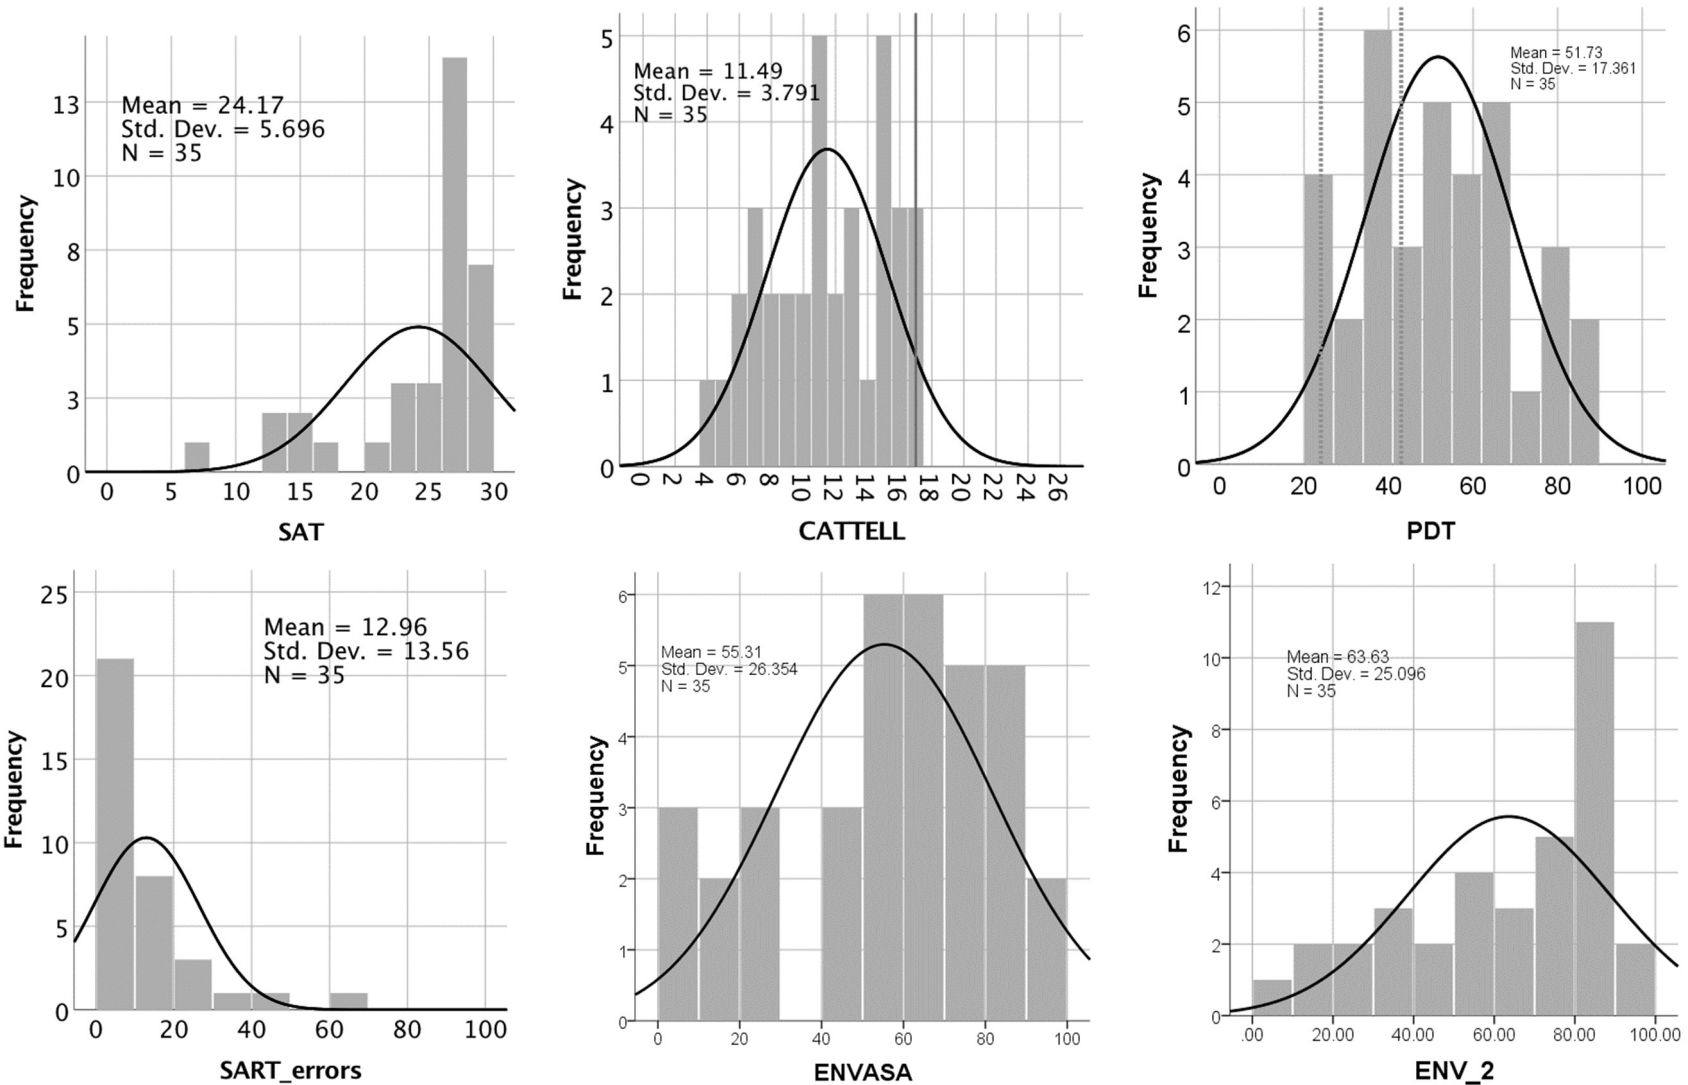 Mean = 24.17
Std. Dev. = 5.696
N = 35
Frequency
13
10
8
5
3
0
0 5 10 15 20 25 30
SAT
Mean = 11.49
Std. Dev. = 3.791
N = 35
Frequency
5
4
3
2
1
0
0 2 4 6 8 10 12 14 16 18 20 22 24 26
CATTELL
Mean = 51.73
Std. Dev. = 17.361
N = 35
Frequency
6
5
4
3
2
1
0
0 20 40 60 80 100
PDT
Mean = 12.96
Std. Dev. = 13.56
N = 35
Frequency
25
20
15
10
5
0
0 20 40 60 80 100
SART_errors
Mean = 55.31
Std. Dev. = 26.354
N = 35
Frequency
6
5
4
3
2
1
0
0 20 40 60 80 100
ENVASA
Mean = 63.63
Std. Dev. = 25.096
N = 35
Frequency
12
10
8
6
4
2
0
.00 20.00 40.00 60.00 80.00 100.00
ENV_2